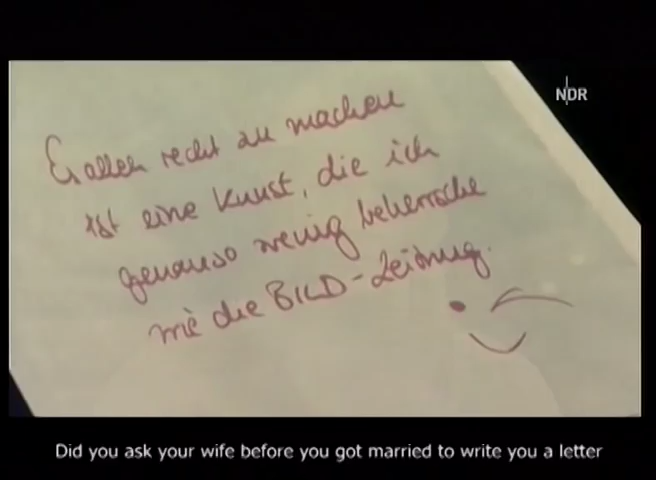 NDR
Es allen recht zu machen
ist eine Kunst, die ich
genauso wenig beherrsche
wie die BILD-Zeitung.
Did you ask your wife before you got married to write you a letter